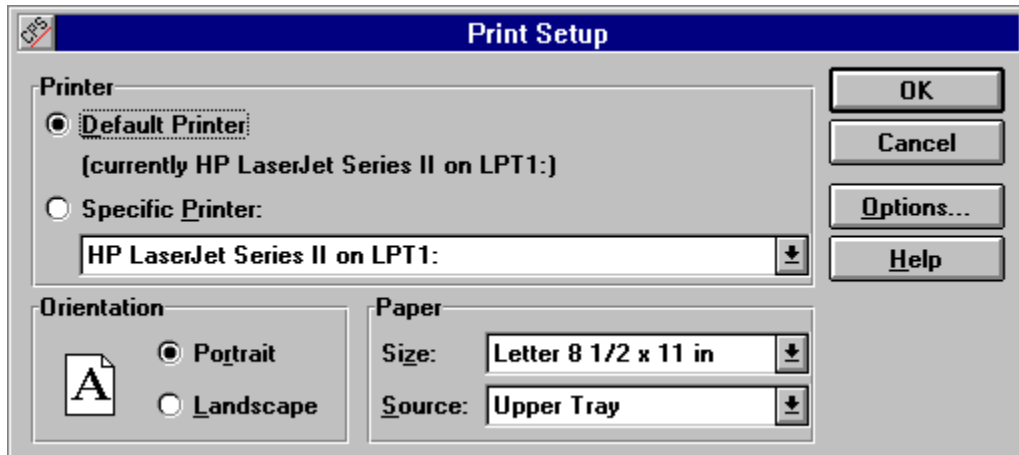 CPS
Print Setup
Printer
Default Printer
(currently HP LaserJet Series II on LPT1:)
Specific Printer:
HP LaserJet Series II on LPT1:
OK
Cancel
Options...
Help
Orientation
A
Portrait
Landscape
Paper
Size: Letter 8 1/2 x 11 in
Source: Upper Tray